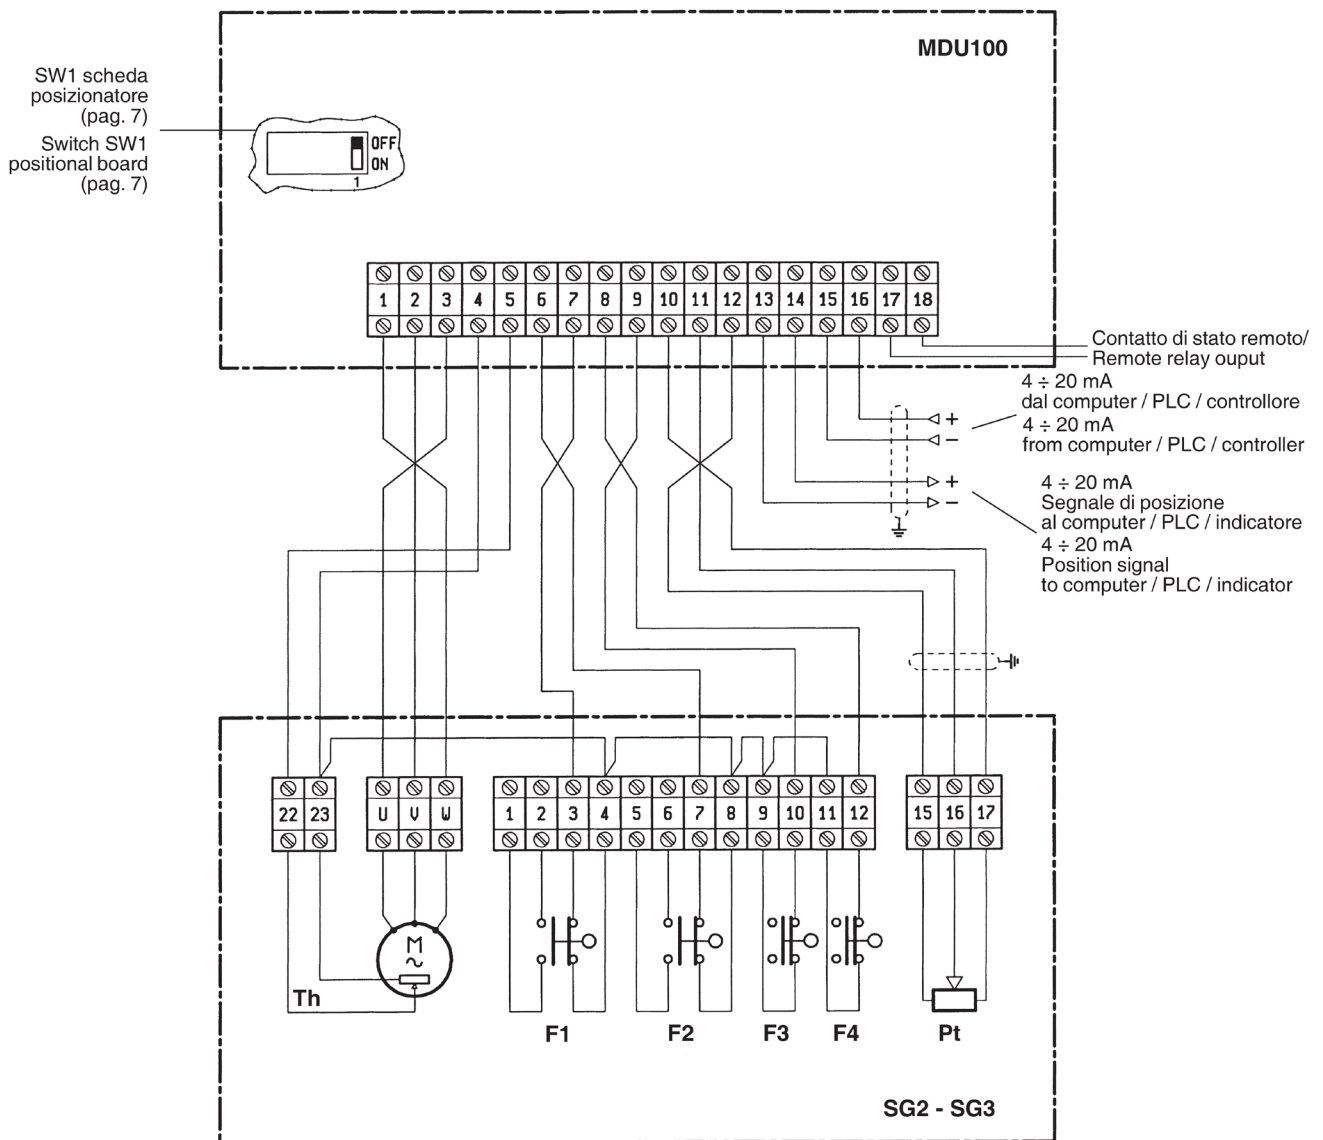 MDU100
SW1 scheda
posizionatore
(pag. 7)
Switch SW1
positional board
(pag. 7)
OFF
ON
1
1 2 3 4 5 6 7 8 9 10 11 12 13 14 15 16 17 18
Contatto di stato remoto/
Remote relay ouput
4 ÷ 20 mA
dal computer / PLC / controllore
4 ÷ 20 mA
from computer / PLC / controller
+
−
+
−
4 ÷ 20 mA
Segnale di posizione
al computer / PLC / indicatore
4 ÷ 20 mA
Position signal
to computer / PLC / indicator
22 23 U V W 1 2 3 4 5 6 7 8 9 10 11 12 15 16 17
M
~
Th
F1 F2 F3 F4 Pt
SG2 - SG3